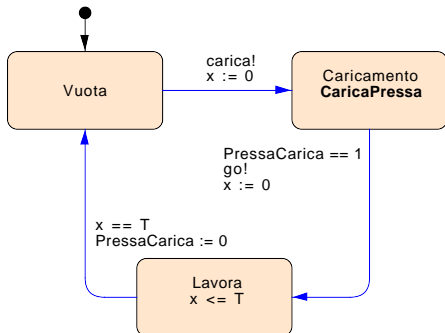 carica!
x := 0
Vuota
Caricamento
CaricaPressa
PressaCarica == 1
go!
x := 0
x == T
PressaCarica := 0
Lavora
x <= T